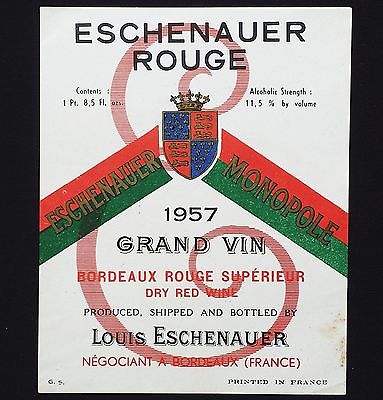 ESCHENAUER
ROUGE
Contents :
1 Pt. 8,5 Fl. ozs.
Alcoholic Strength :
11,5 % by volume
ESCHENAUER
MONOPOLE
1957
GRAND VIN
BORDEAUX ROUGE SUPÉRIEUR
DRY RED WINE
PRODUCED, SHIPPED AND BOTTLED BY
LOUIS ESCHENAUER
NÉGOCIANT A BORDEAUX (FRANCE)
G. S.
PRINTED IN FRANCE